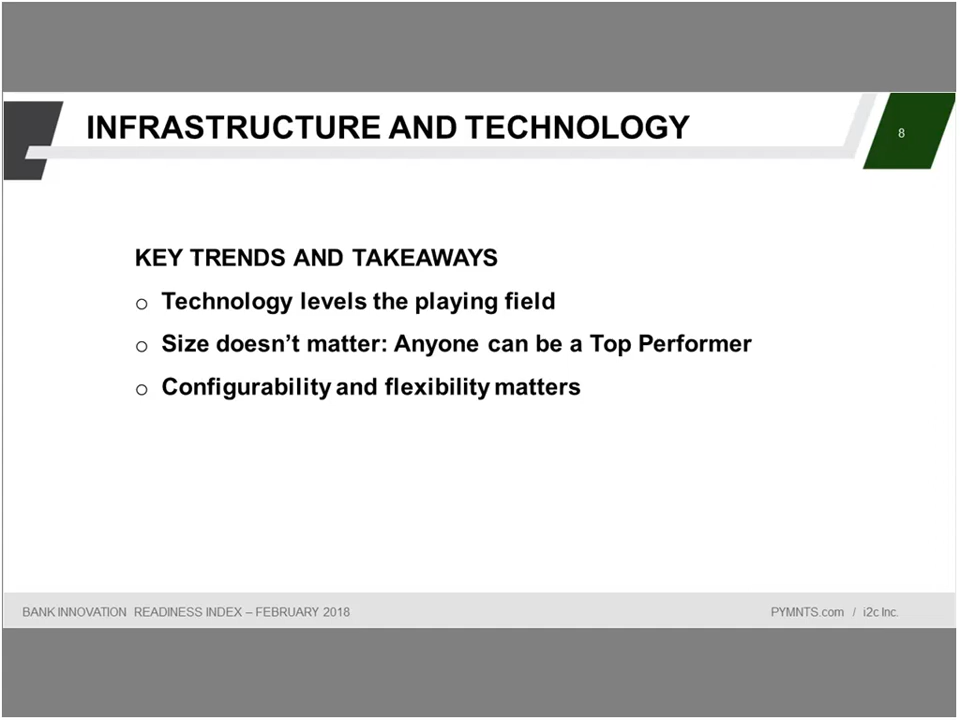 INFRASTRUCTURE AND TECHNOLOGY
8
KEY TRENDS AND TAKEAWAYS
o Technology levels the playing field
o Size doesn’t matter: Anyone can be a Top Performer
o Configurability and flexibility matters
BANK INNOVATION READINESS INDEX – FEBRUARY 2018
PYMNTS.com / i2c Inc.